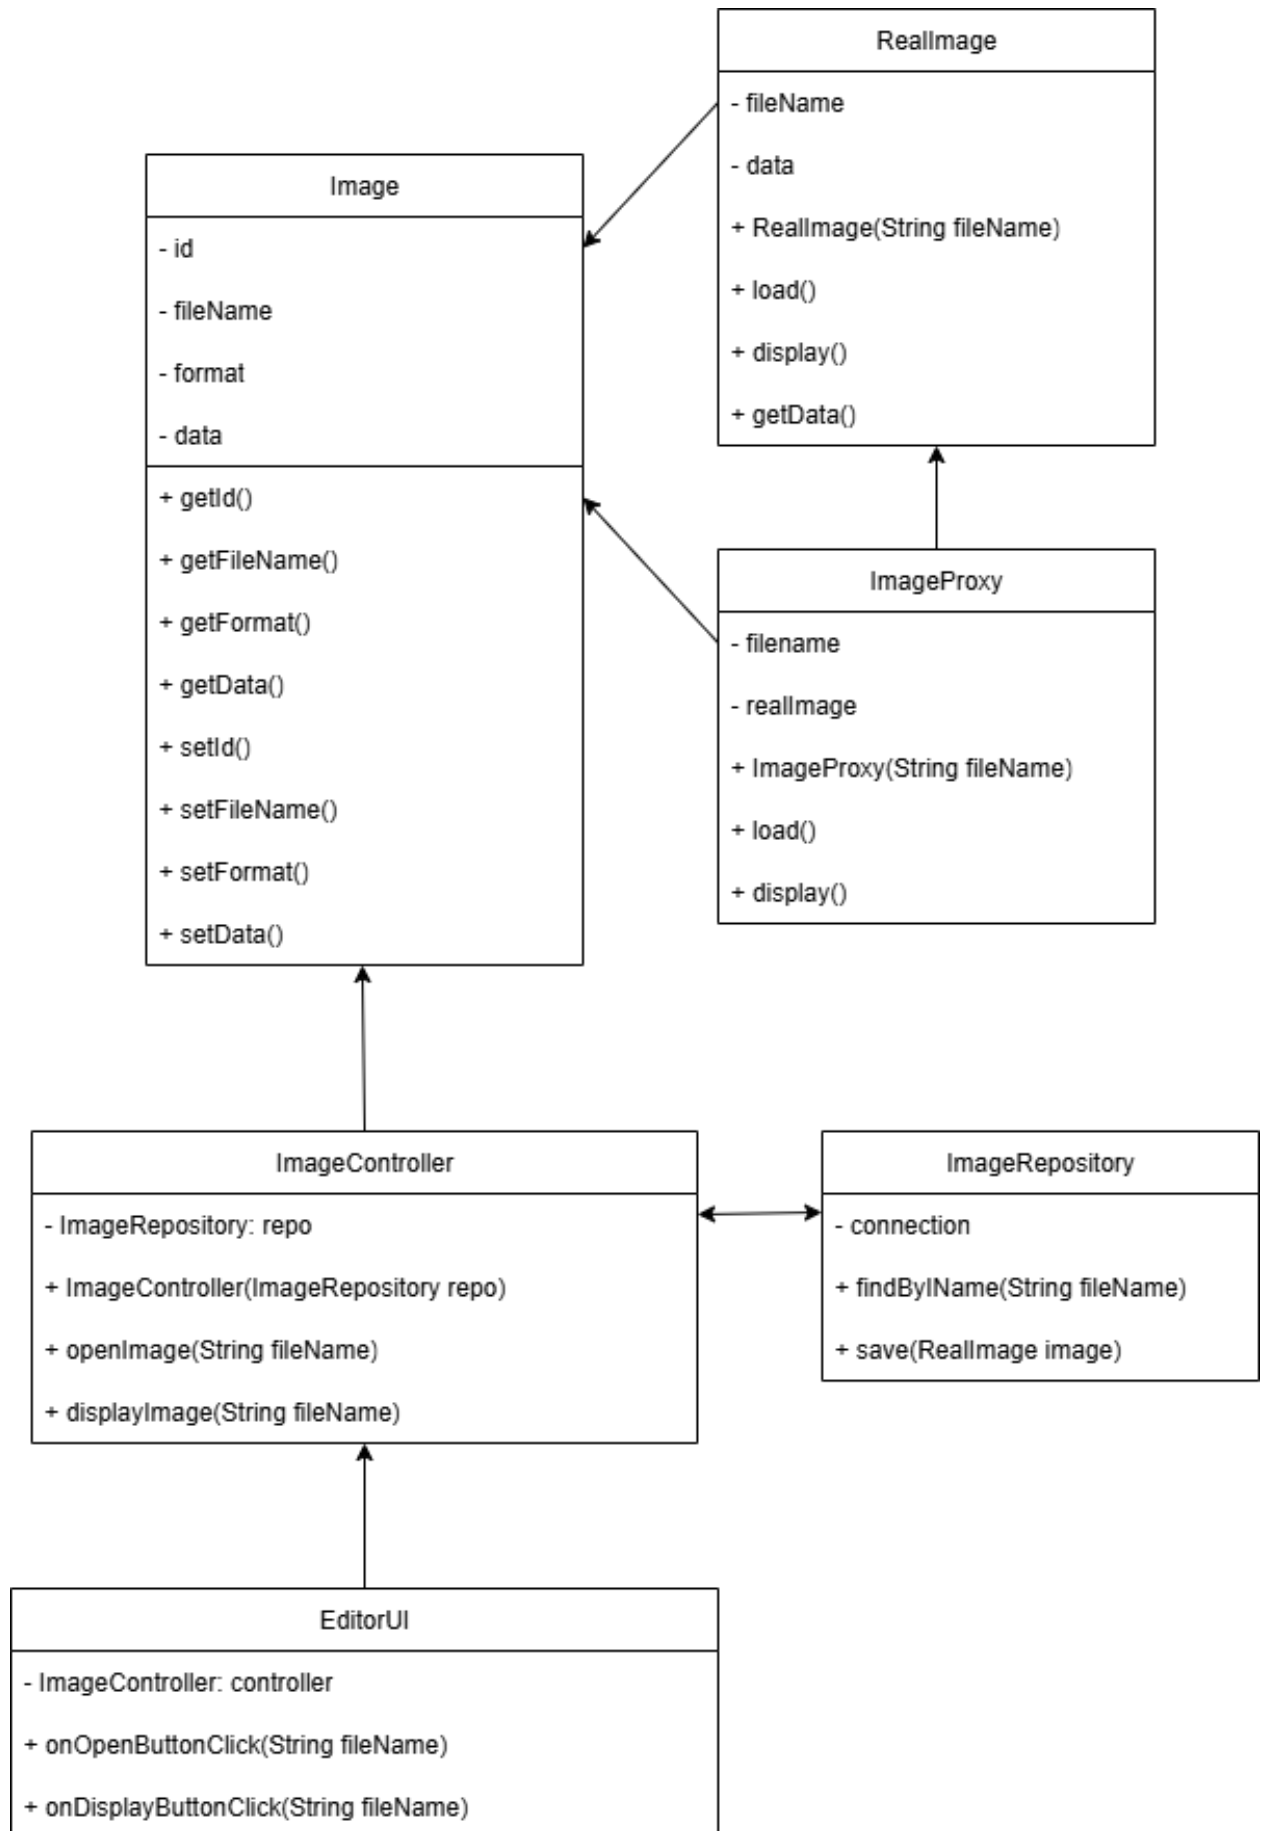 RealImage
- fileName
- data
+ RealImage(String fileName)
+ load()
+ display()
+ getData()
Image
- id
- fileName
- format
- data
+ getId()
+ getFileName()
+ getFormat()
+ getData()
+ setId()
+ setFileName()
+ setFormat()
+ setData()
ImageProxy
- filename
- realImage
+ ImageProxy(String fileName)
+ load()
+ display()
ImageController
- ImageRepository: repo
+ ImageController(ImageRepository repo)
+ openImage(String fileName)
+ displayImage(String fileName)
ImageRepository
- connection
+ findByIName(String fileName)
+ save(RealImage image)
EditorUI
- ImageController: controller
+ onOpenButtonClick(String fileName)
+ onDisplayButtonClick(String fileName)